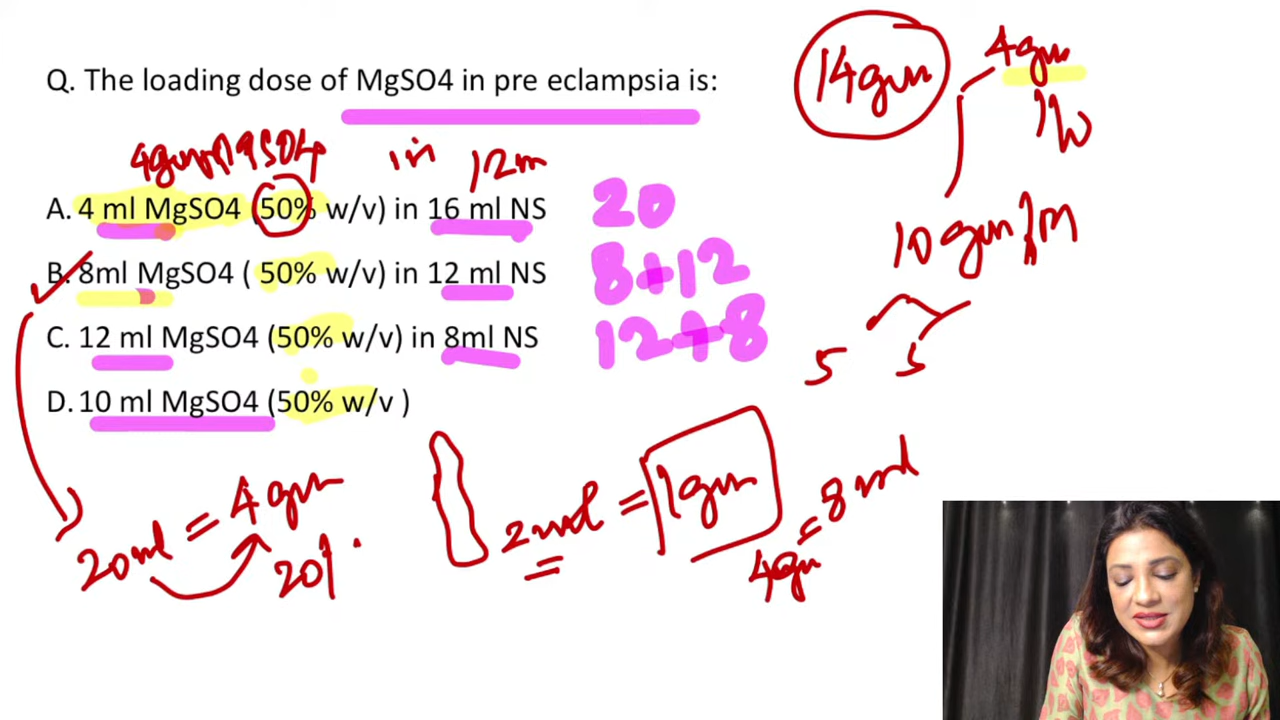 Q. The loading dose of MgSO4 in pre eclampsia is:
14gm
4gm
IV
4gm MgSO4 in 12m
A. 4 ml MgSO4 (50% w/v) in 16 ml NS
20
10gm IM
B. 8ml MgSO4 ( 50% w/v) in 12 ml NS
8+12
C. 12 ml MgSO4 (50% w/v) in 8ml NS
12+8
5 5
D. 10 ml MgSO4 (50% w/v )
20ml = 4gm
20%
2ml = 1gm
4gm = 8ml